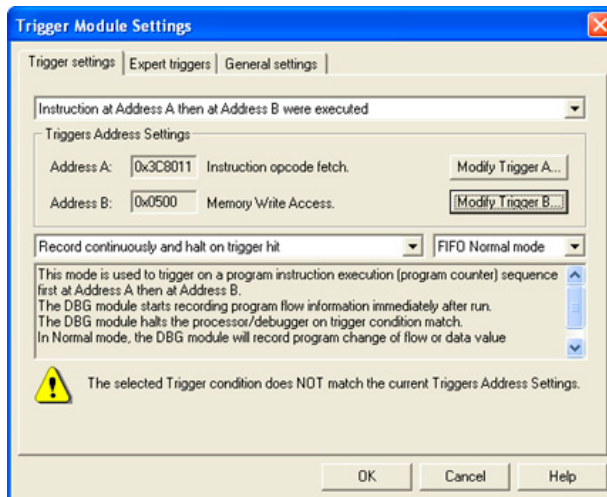 Trigger Module Settings
Trigger settings
Expert triggers
General settings
Instruction at Address A then at Address B were executed
Triggers Address Settings
Address A: 0x3C8011 Instruction opcode fetch. Modify Trigger A...
Address B: 0x0500 Memory Write Access. Modify Trigger B...
Record continuously and halt on trigger hit FIFO Normal mode
This mode is used to trigger on a program instruction execution (program counter) sequence
first at Address A then at Address B.
The DBG module starts recording program flow information immediately after run.
The DBG module halts the processor/debugger on trigger condition match.
In Normal mode, the DBG module will record program change of flow or data value
The selected Trigger condition does NOT match the current Triggers Address Settings.
OK Cancel Help